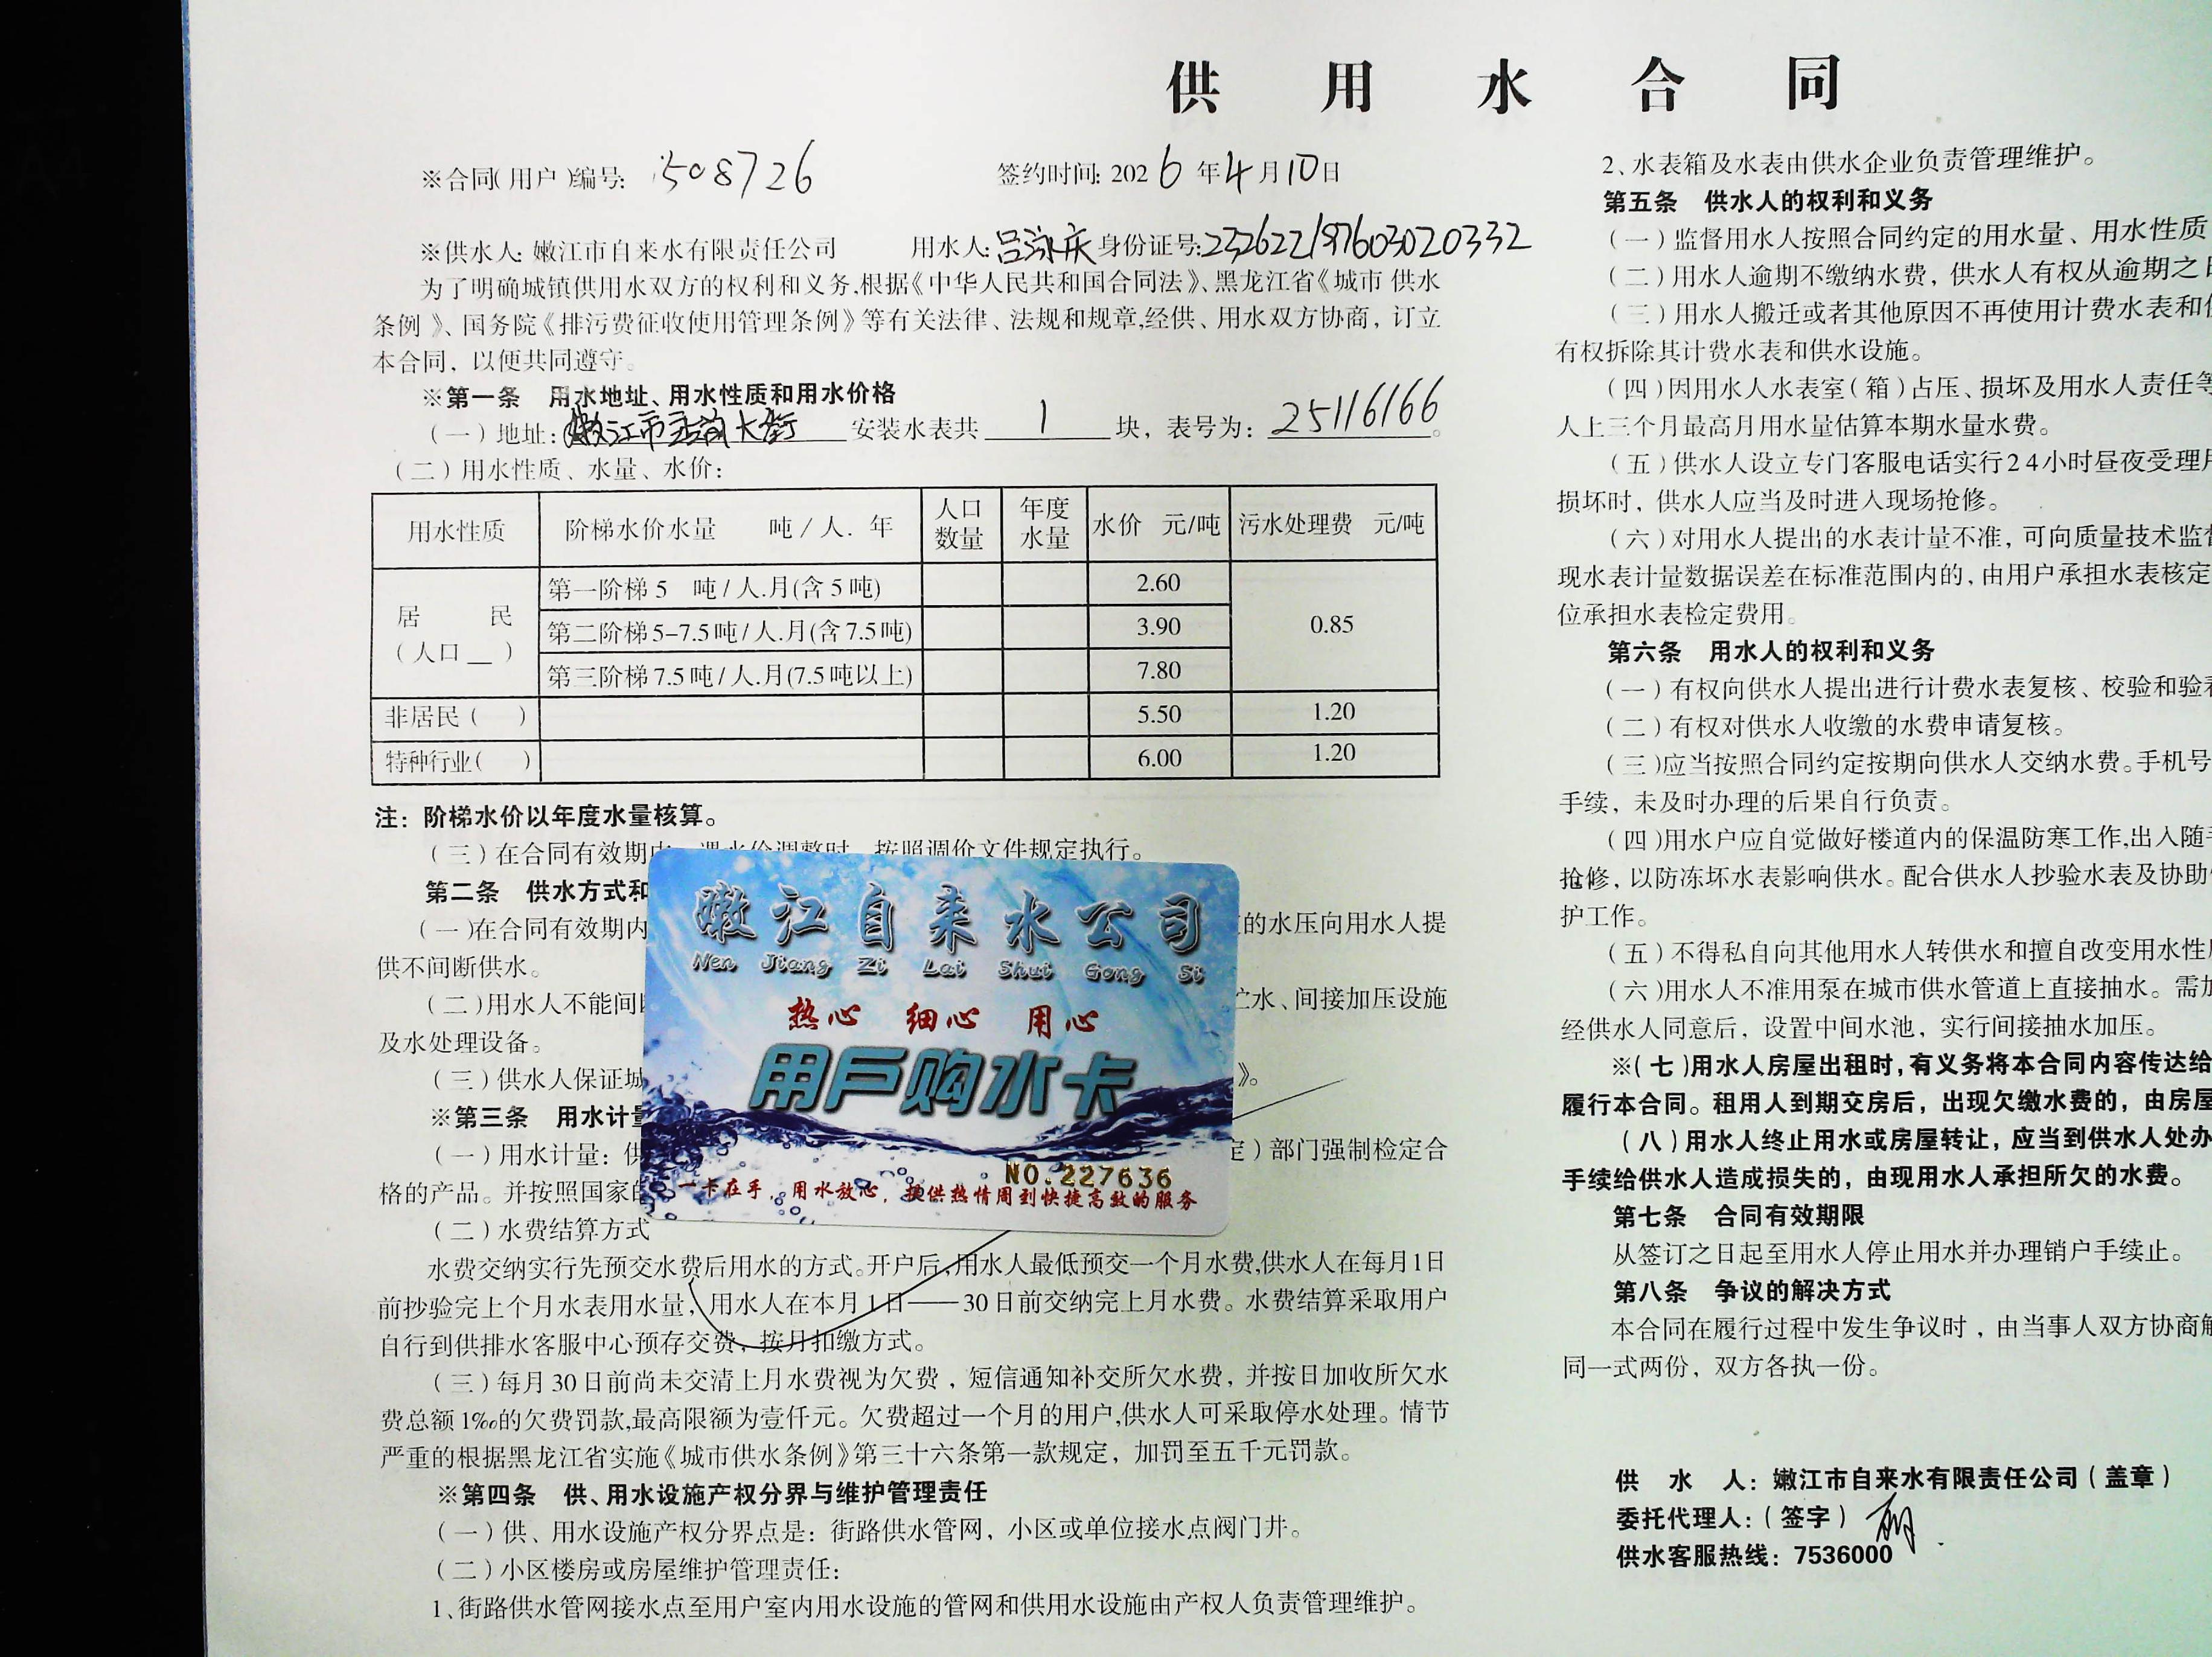 供 用 水 合 同
※合同(用户)编号: 508726 签约时间: 2026年4月10日
※供水人: 嫩江市自来水有限责任公司 用水人: 吕泳庆 身份证号: 232622197603020332
为了明确城镇供用水双方的权利和义务,根据《中华人民共和国合同法》、黑龙江省《城市 供水
条例 》、国务院《排污费征收使用管理条例》等有关法律、法规和规章,经供、用水双方协商，订立
本合同，以便共同遵守。
※第一条 用水地址、用水性质和用水价格
（一）地址: 嫩江市 大街 安装水表共 1 块，表号为: 25116166。
（二）用水性质、水量、水价:
用水性质 阶梯水价水量 吨/人.年 人口数量 年度水量 水价 元/吨 污水处理费 元/吨
居 民（人口__）
第一阶梯 5 吨/人.月(含5吨) 2.60 0.85
第二阶梯5-7.5吨/人.月(含7.5吨) 3.90
第三阶梯7.5吨/人.月(7.5吨以上) 7.80
非居民（ ） 5.50 1.20
特种行业（ ） 6.00 1.20
注：阶梯水价以年度水量核算。
（三）在合同有效期内，遇水价调整时，按照调价文件规定执行。
第二条 供水方式和
（一）在合同有效期内 的水压向用水人提
供不间断供水。
（二）用水人不能间 贮水、间接加压设施
及水处理设备。
（三）供水人保证城 》。
※第三条 用水计量
（一）用水计量：供 定）部门强制检定合
格的产品。并按照国家的
（二）水费结算方式
水费交纳实行先预交水费后用水的方式。开户后,用水人最低预交一个月水费,供水人在每月1日
前抄验完上个月水表用水量，用水人在本月1日——30日前交纳完上月水费。水费结算采取用户
自行到供排水客服中心预存交费，按月扣缴方式。
（三）每月30日前尚未交清上月水费视为欠费，短信通知补交所欠水费，并按日加收所欠水
费总额1‰的欠费罚款,最高限额为壹仟元。欠费超过一个月的用户,供水人可采取停水处理。情节
严重的根据黑龙江省实施《城市供水条例》第三十六条第一款规定，加罚至五千元罚款。
※第四条 供、用水设施产权分界与维护管理责任
（一）供、用水设施产权分界点是：街路供水管网，小区或单位接水点阀门井。
（二）小区楼房或房屋维护管理责任:
1、街路供水管网接水点至用户室内用水设施的管网和供用水设施由产权人负责管理维护。
嫩江自来水公司
Nen Jiang Zi Lai Shui Gong Si
热心 细心 用心
用户购水卡
NO.227636
一卡在手，用水放心，提供热情周到快捷高效的服务
2、水表箱及水表由供水企业负责管理维护。
第五条 供水人的权利和义务
（一）监督用水人按照合同约定的用水量、用水性质
（二）用水人逾期不缴纳水费，供水人有权从逾期之日
（三）用水人搬迁或者其他原因不再使用计费水表和供
有权拆除其计费水表和供水设施。
（四）因用水人水表室（箱）占压、损坏及用水人责任等
人上三个月最高月用水量估算本期水量水费。
（五）供水人设立专门客服电话实行24小时昼夜受理用
损坏时，供水人应当及时进入现场抢修。
（六）对用水人提出的水表计量不准，可向质量技术监督
现水表计量数据误差在标准范围内的，由用户承担水表核定
位承担水表检定费用。
第六条 用水人的权利和义务
（一）有权向供水人提出进行计费水表复核、校验和验
（二）有权对供水人收缴的水费申请复核。
（三）应当按照合同约定按期向供水人交纳水费。手机号
手续，未及时办理的后果自行负责。
（四）用水户应自觉做好楼道内的保温防寒工作,出入随手
抢修，以防冻坏水表影响供水。配合供水人抄验水表及协助
护工作。
（五）不得私自向其他用水人转供水和擅自改变用水性
（六）用水人不准用泵在城市供水管道上直接抽水。需加
经供水人同意后，设置中间水池，实行间接抽水加压。
※（七）用水人房屋出租时，有义务将本合同内容传达给
履行本合同。租用人到期交房后，出现欠缴水费的，由房屋
（八）用水人终止用水或房屋转让，应当到供水人处办
手续给供水人造成损失的，由现用水人承担所欠的水费。
第七条 合同有效期限
从签订之日起至用水人停止用水并办理销户手续止。
第八条 争议的解决方式
本合同在履行过程中发生争议时，由当事人双方协商解
同一式两份，双方各执一份。
供 水 人：嫩江市自来水有限责任公司（盖章）
委托代理人：（签字）
供水客服热线：7536000